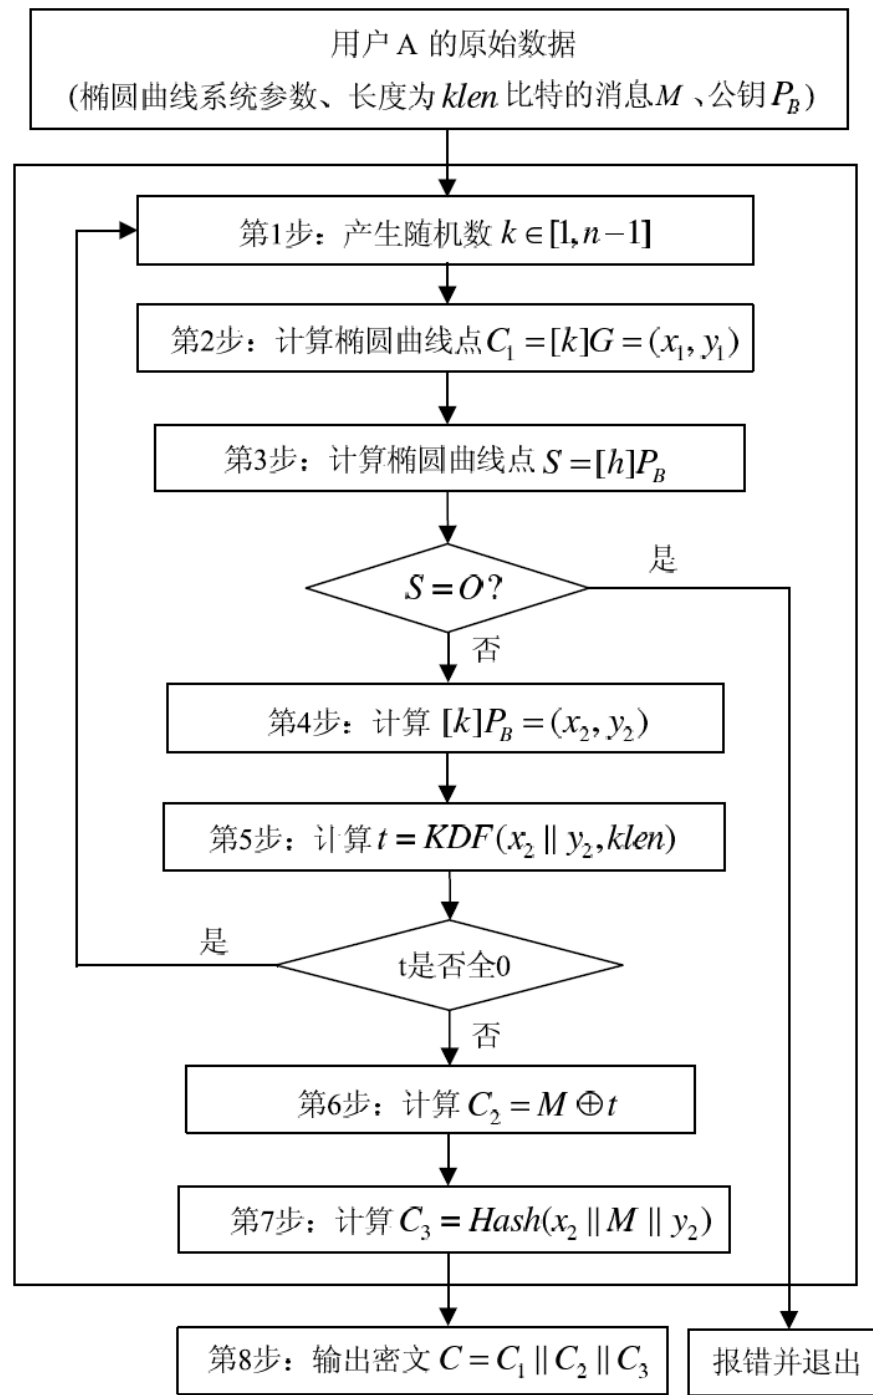 用户 A 的原始数据
(椭圆曲线系统参数、长度为 klen 比特的消息 M 、公钥 P_B)
第1步：产生随机数 k ∈ [1, n−1]
第2步：计算椭圆曲线点 C_1 = [k]G = (x_1, y_1)
第3步：计算椭圆曲线点 S = [h]P_B
S = O?
是
否
第4步：计算 [k]P_B = (x_2, y_2)
第5步：计算 t = KDF(x_2 || y_2, klen)
是
t是否全0
否
第6步：计算 C_2 = M ⊕ t
第7步：计算 C_3 = Hash(x_2 || M || y_2)
第8步：输出密文 C = C_1 || C_2 || C_3
报错并退出